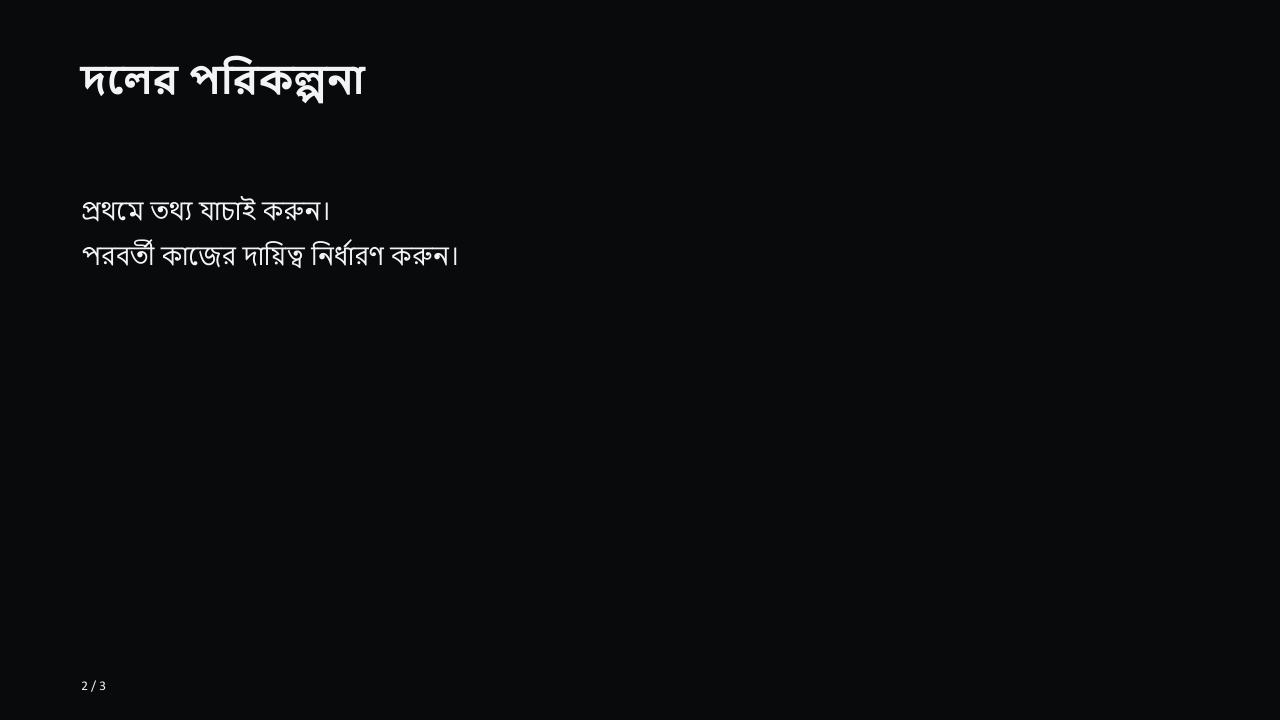 দলের পরিকল্পনা
প্রথমে তথ্য যাচাই করুন।
পরবর্তী কাজের দায়িত্ব নির্ধারণ করুন।
2 / 3